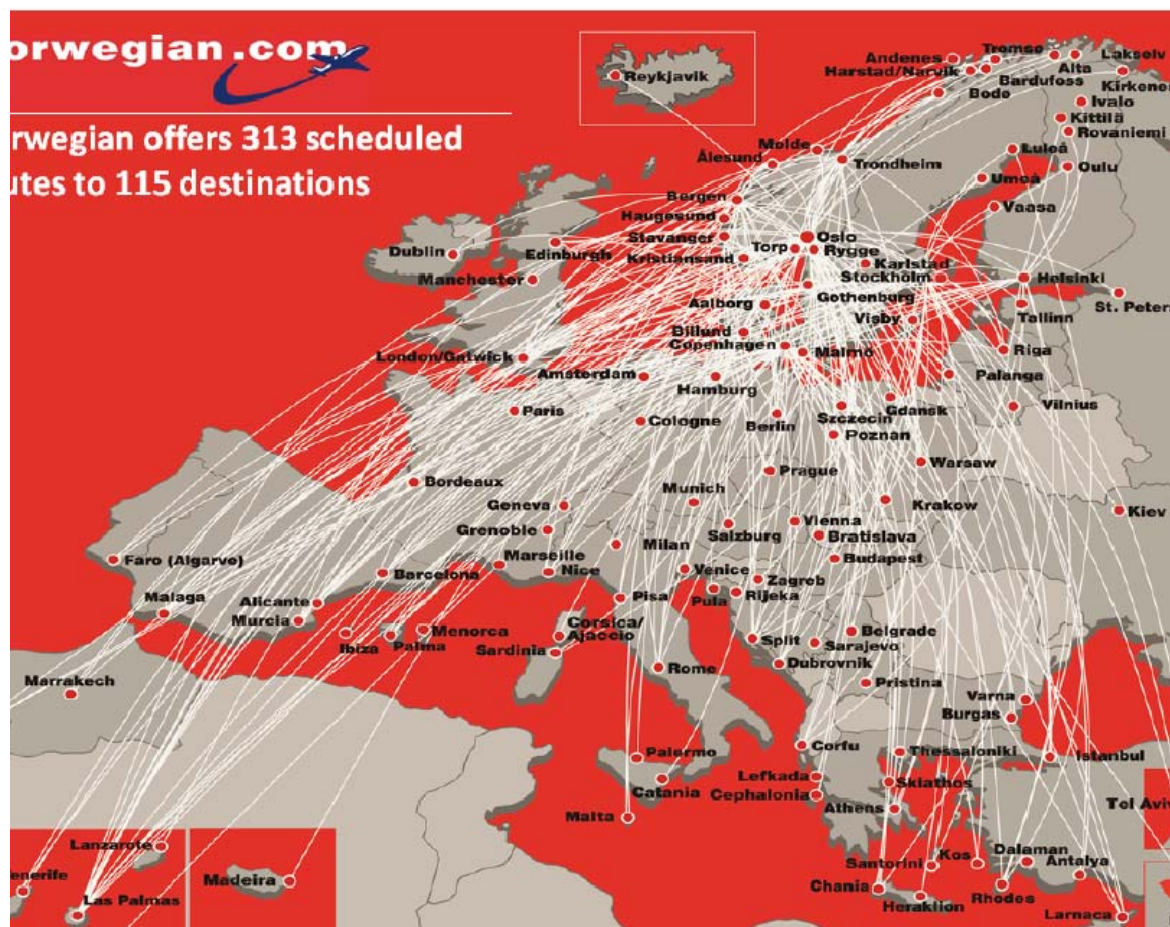 orwegian.com
rwegian offers 313 scheduled
utes to 115 destinations
Reykjavik
Andenes
Tromsø
Lakselv
Harstad/Narvik
Bardufoss
Alta
Kirkenes
Bodø
Ivalo
Kittilä
Rovaniemi
Molde
Luleå
Ålesund
Trondheim
Oulu
Umeå
Bergen
Vaasa
Haugesund
Stavanger
Oslo
Dublin
Edinburgh
Torp
Rygge
Kristiansand
Karlstad
Stockholm
Helsinki
Manchester
Gothenburg
St. Peter
Aalborg
Visby
Tallinn
Billund
Copenhagen
Malmö
Riga
London/Gatwick
Amsterdam
Hamburg
Palanga
Paris
Cologne
Berlin
Szczecin
Gdansk
Vilnius
Poznan
Warsaw
Bordeaux
Prague
Geneva
Munich
Krakow
Kiev
Grenoble
Salzburg
Vienna
Bratislava
Faro (Algarve)
Milan
Budapest
Barcelona
Marseille
Nice
Venice
Zagreb
Malaga
Alicante
Pisa
Pula
Rijeka
Murcia
Corsica/
Ajaccio
Ibiza
Palma
Menorca
Sardinia
Split
Belgrade
Sarajevo
Marrakech
Rome
Dubrovnik
Pristina
Varna
Burgas
Corfu
Palermo
Thessaloniki
Istanbul
Catania
Lefkada
Skiathos
Cephalonia
Malta
Athens
Tel Aviv
Lanzarote
Santorini
Kos
Dalaman
Antalya
enerife
Madeira
Chania
Las Palmas
Heraklion
Rhodes
Larnaca